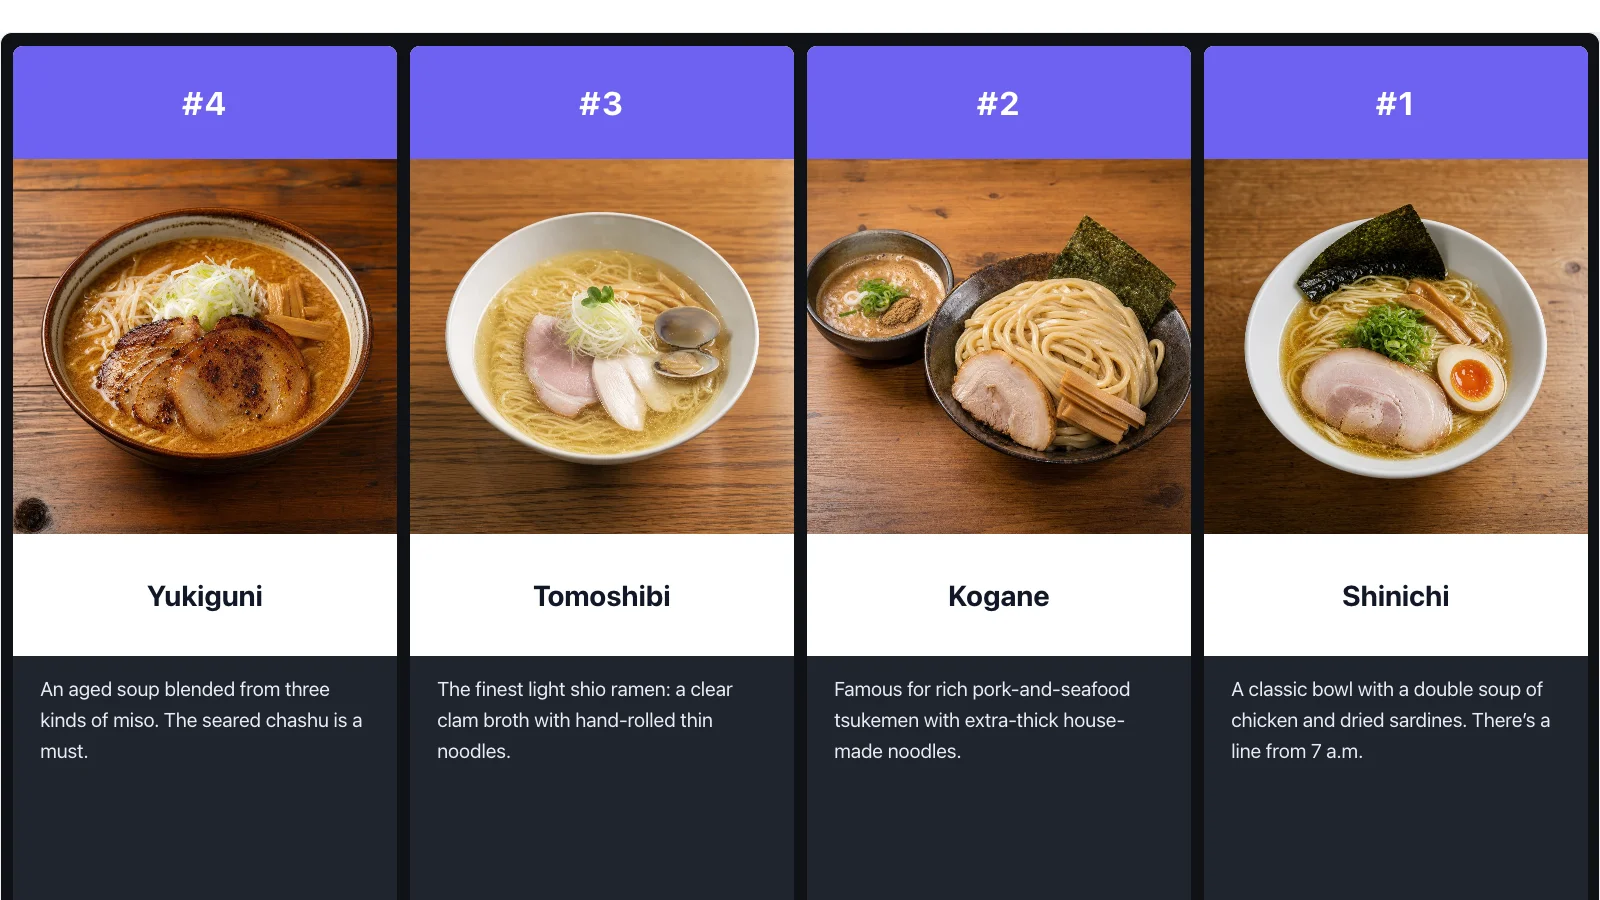 #4
Yukiguni
An aged soup blended from three
kinds of miso. The seared chashu is a
must.
#3
Tomoshibi
The finest light shio ramen: a clear
clam broth with hand-rolled thin
noodles.
#2
Kogane
Famous for rich pork-and-seafood
tsukemen with extra-thick house-
made noodles.
#1
Shinichi
A classic bowl with a double soup of
chicken and dried sardines. There’s a
line from 7 a.m.